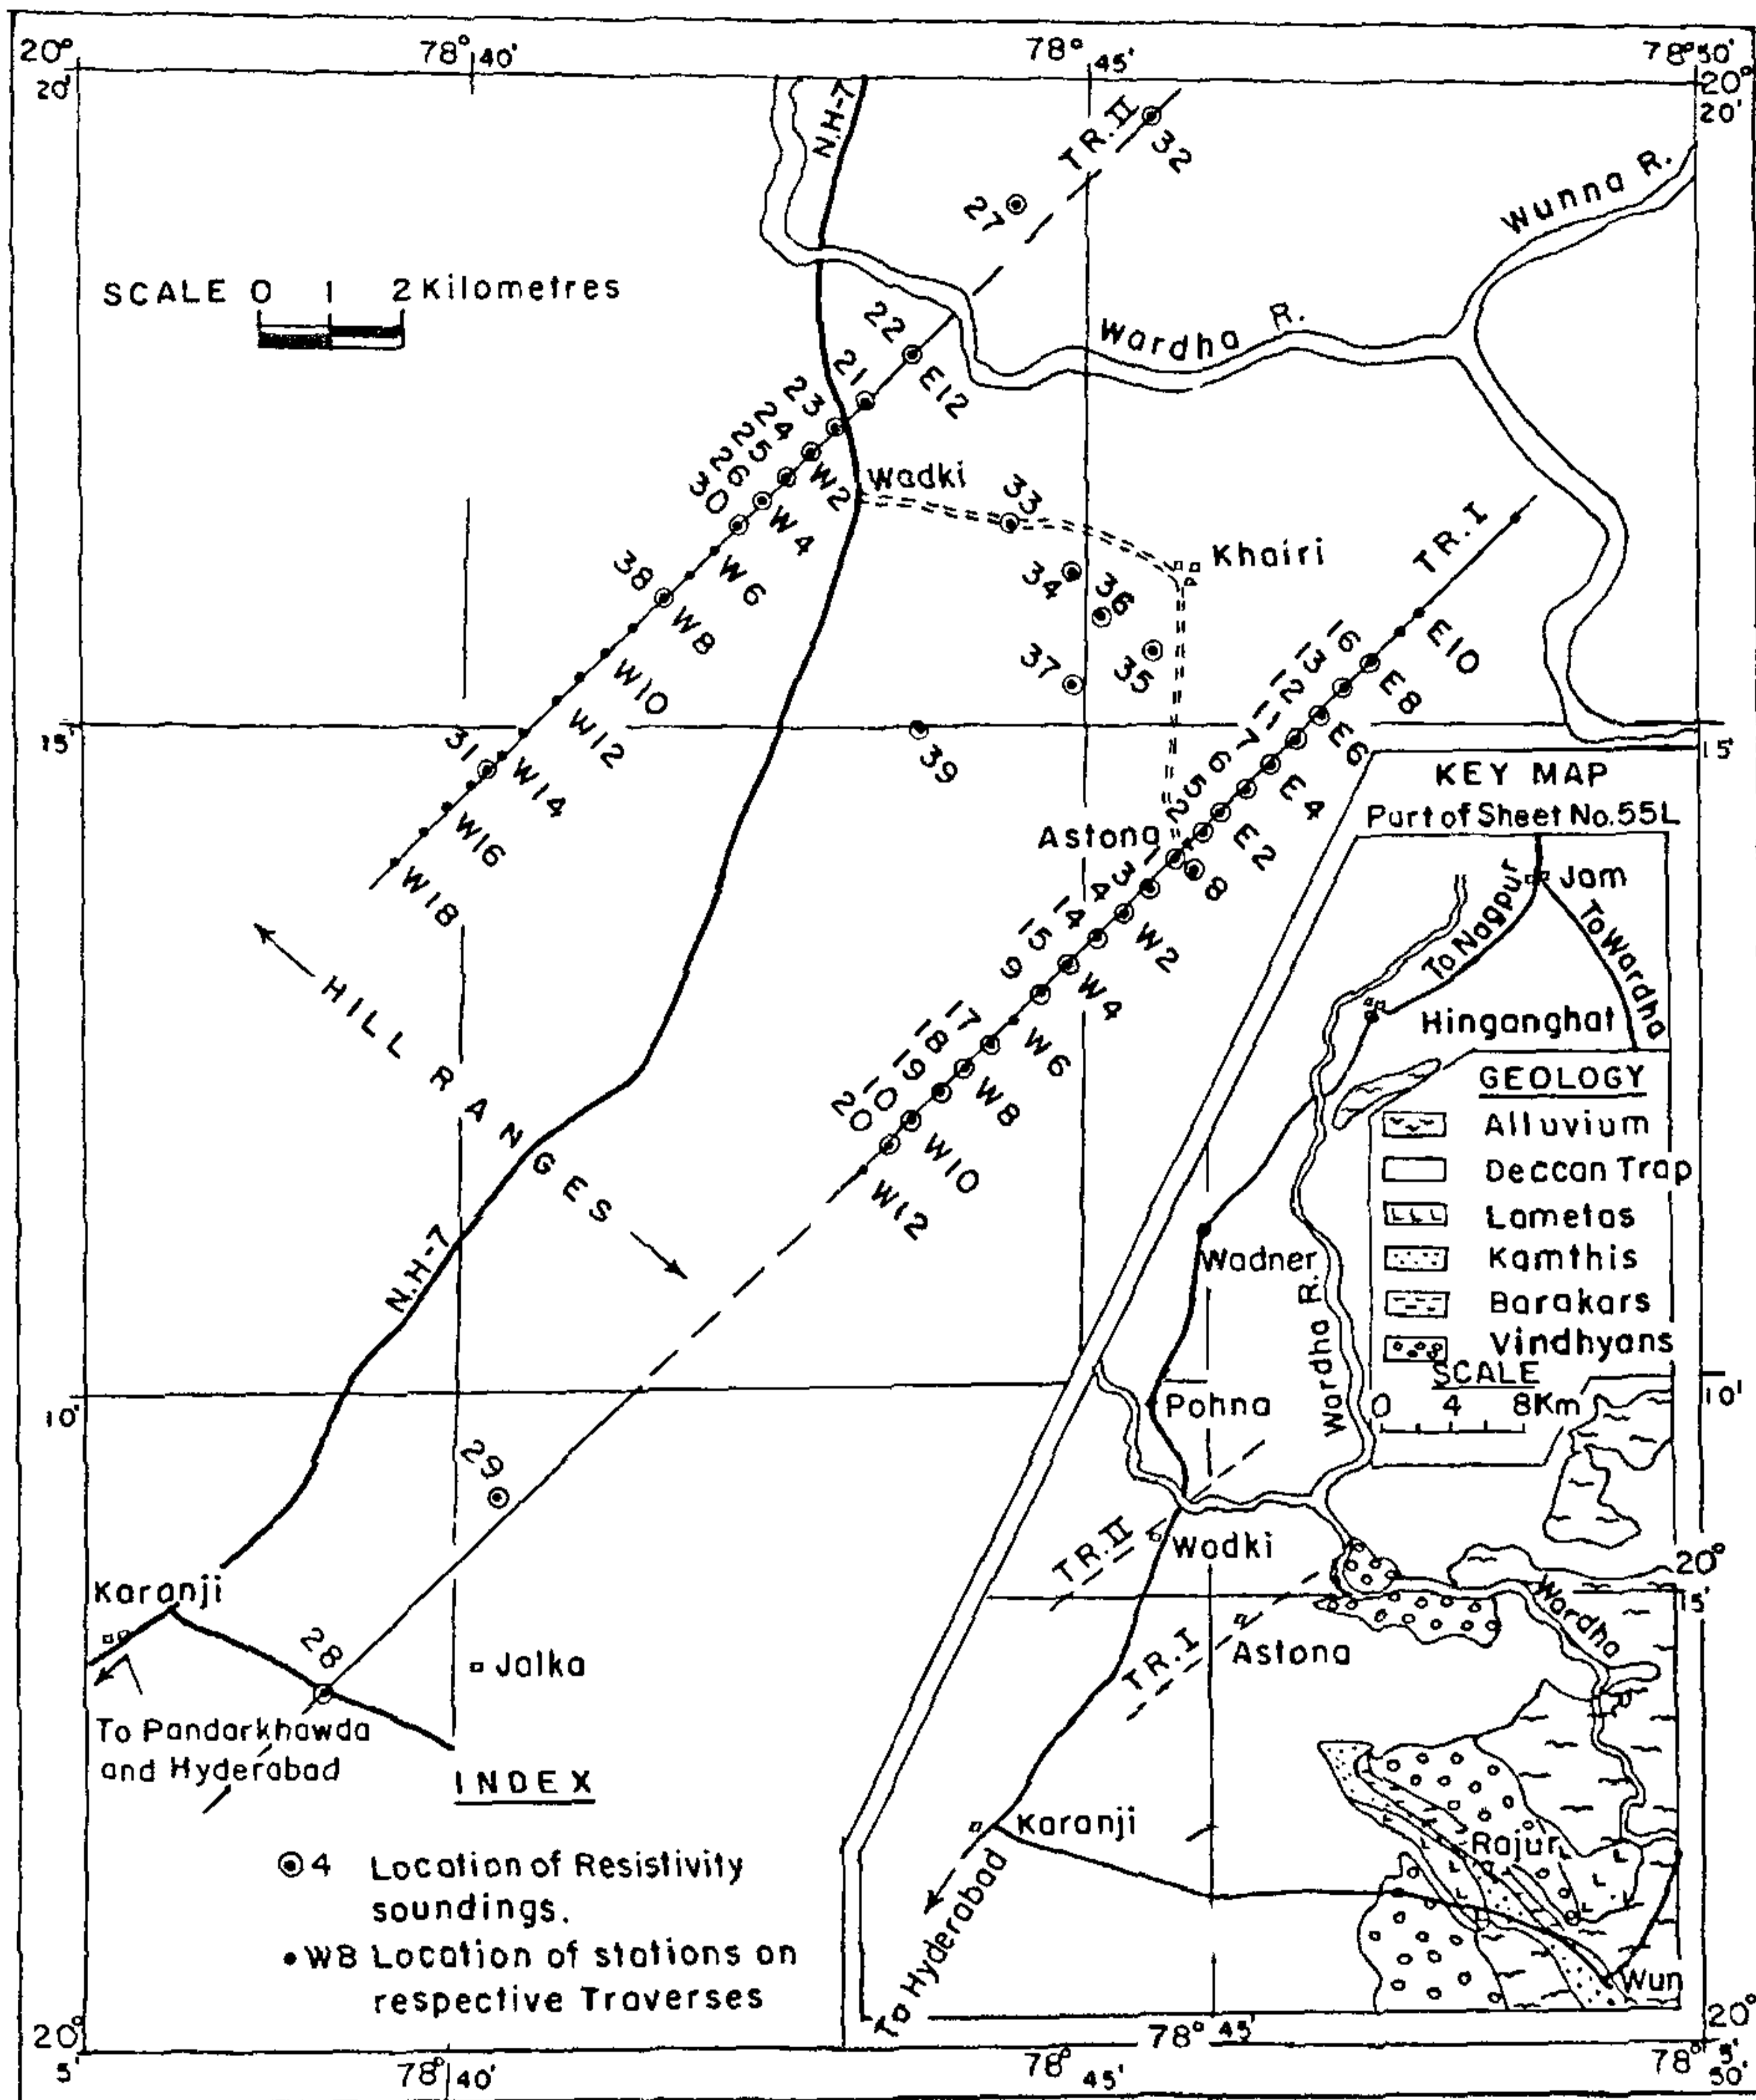 20° 20'
78° 40'
78° 45'
78° 50'
20° 20'
N.H-7
TR. II
32
27
Wunna R.
SCALE 0 1 2 Kilometres
Wardha R.
22
E12
21
23
24
25
26
30
W2
W4
Wadki
33
W6
38
W8
Khairi
34
36
TR. I
W10
37
35
E10
16
13
12
11
7
6
5
2
E8
E6
E4
E2
W12
15'
31
W14
39
15'
W16
W18
Astona
1
8
3
4
14
15
9
W2
W4
17
18
19
10
20
W6
W8
W10
W12
HILL RANGES
N.H-7
10'
10'
29
Karanji
28
Jalka
To Pandarkhawda
and Hyderabad
INDEX
4 Location of Resistivity
soundings.
W8 Location of stations on
respective Traverses
20° 5'
78° 40'
78° 45'
78° 50'
20° 5'
KEY MAP
Part of Sheet No.55L
Jam
To Nagpur
To Wardha
Hinganghat
GEOLOGY
Alluvium
Deccan Trap
Lametas
Kamthis
Barakars
Vindhyans
SCALE
0 4 8Km
Wadner
Wardha R.
Pohna
TR. II
Wadki
20°
15'
Wardha
TR. I
Astona
Karanji
Rajur
To Hyderabad
Wun
78° 45'